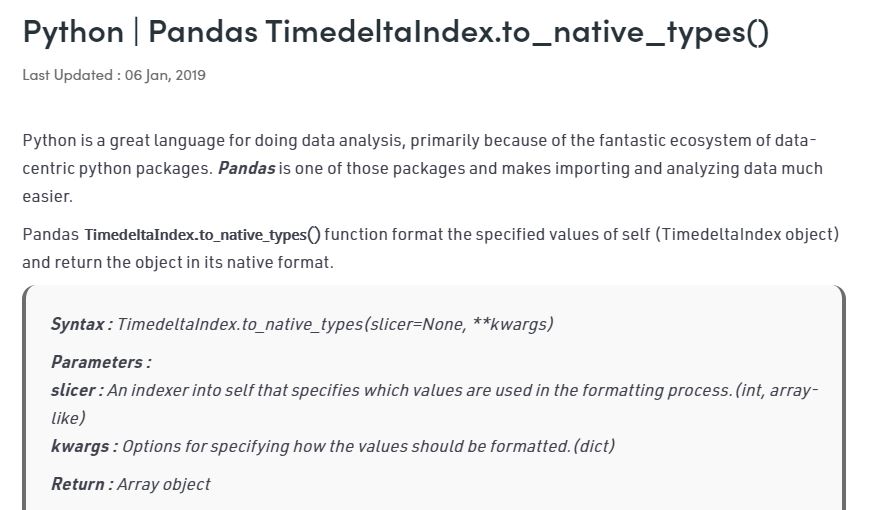 Python | Pandas TimedeltaIndex.to_native_types()
Last Updated : 06 Jan, 2019
Python is a great language for doing data analysis, primarily because of the fantastic ecosystem of data-
centric python packages. Pandas is one of those packages and makes importing and analyzing data much
easier.
Pandas TimedeltaIndex.to_native_types() function format the specified values of self (TimedeltaIndex object)
and return the object in its native format.
Syntax : TimedeltaIndex.to_native_types(slicer=None, **kwargs)
Parameters :
slicer : An indexer into self that specifies which values are used in the formatting process.(int, array-
like)
kwargs : Options for specifying how the values should be formatted.(dict)
Return : Array object